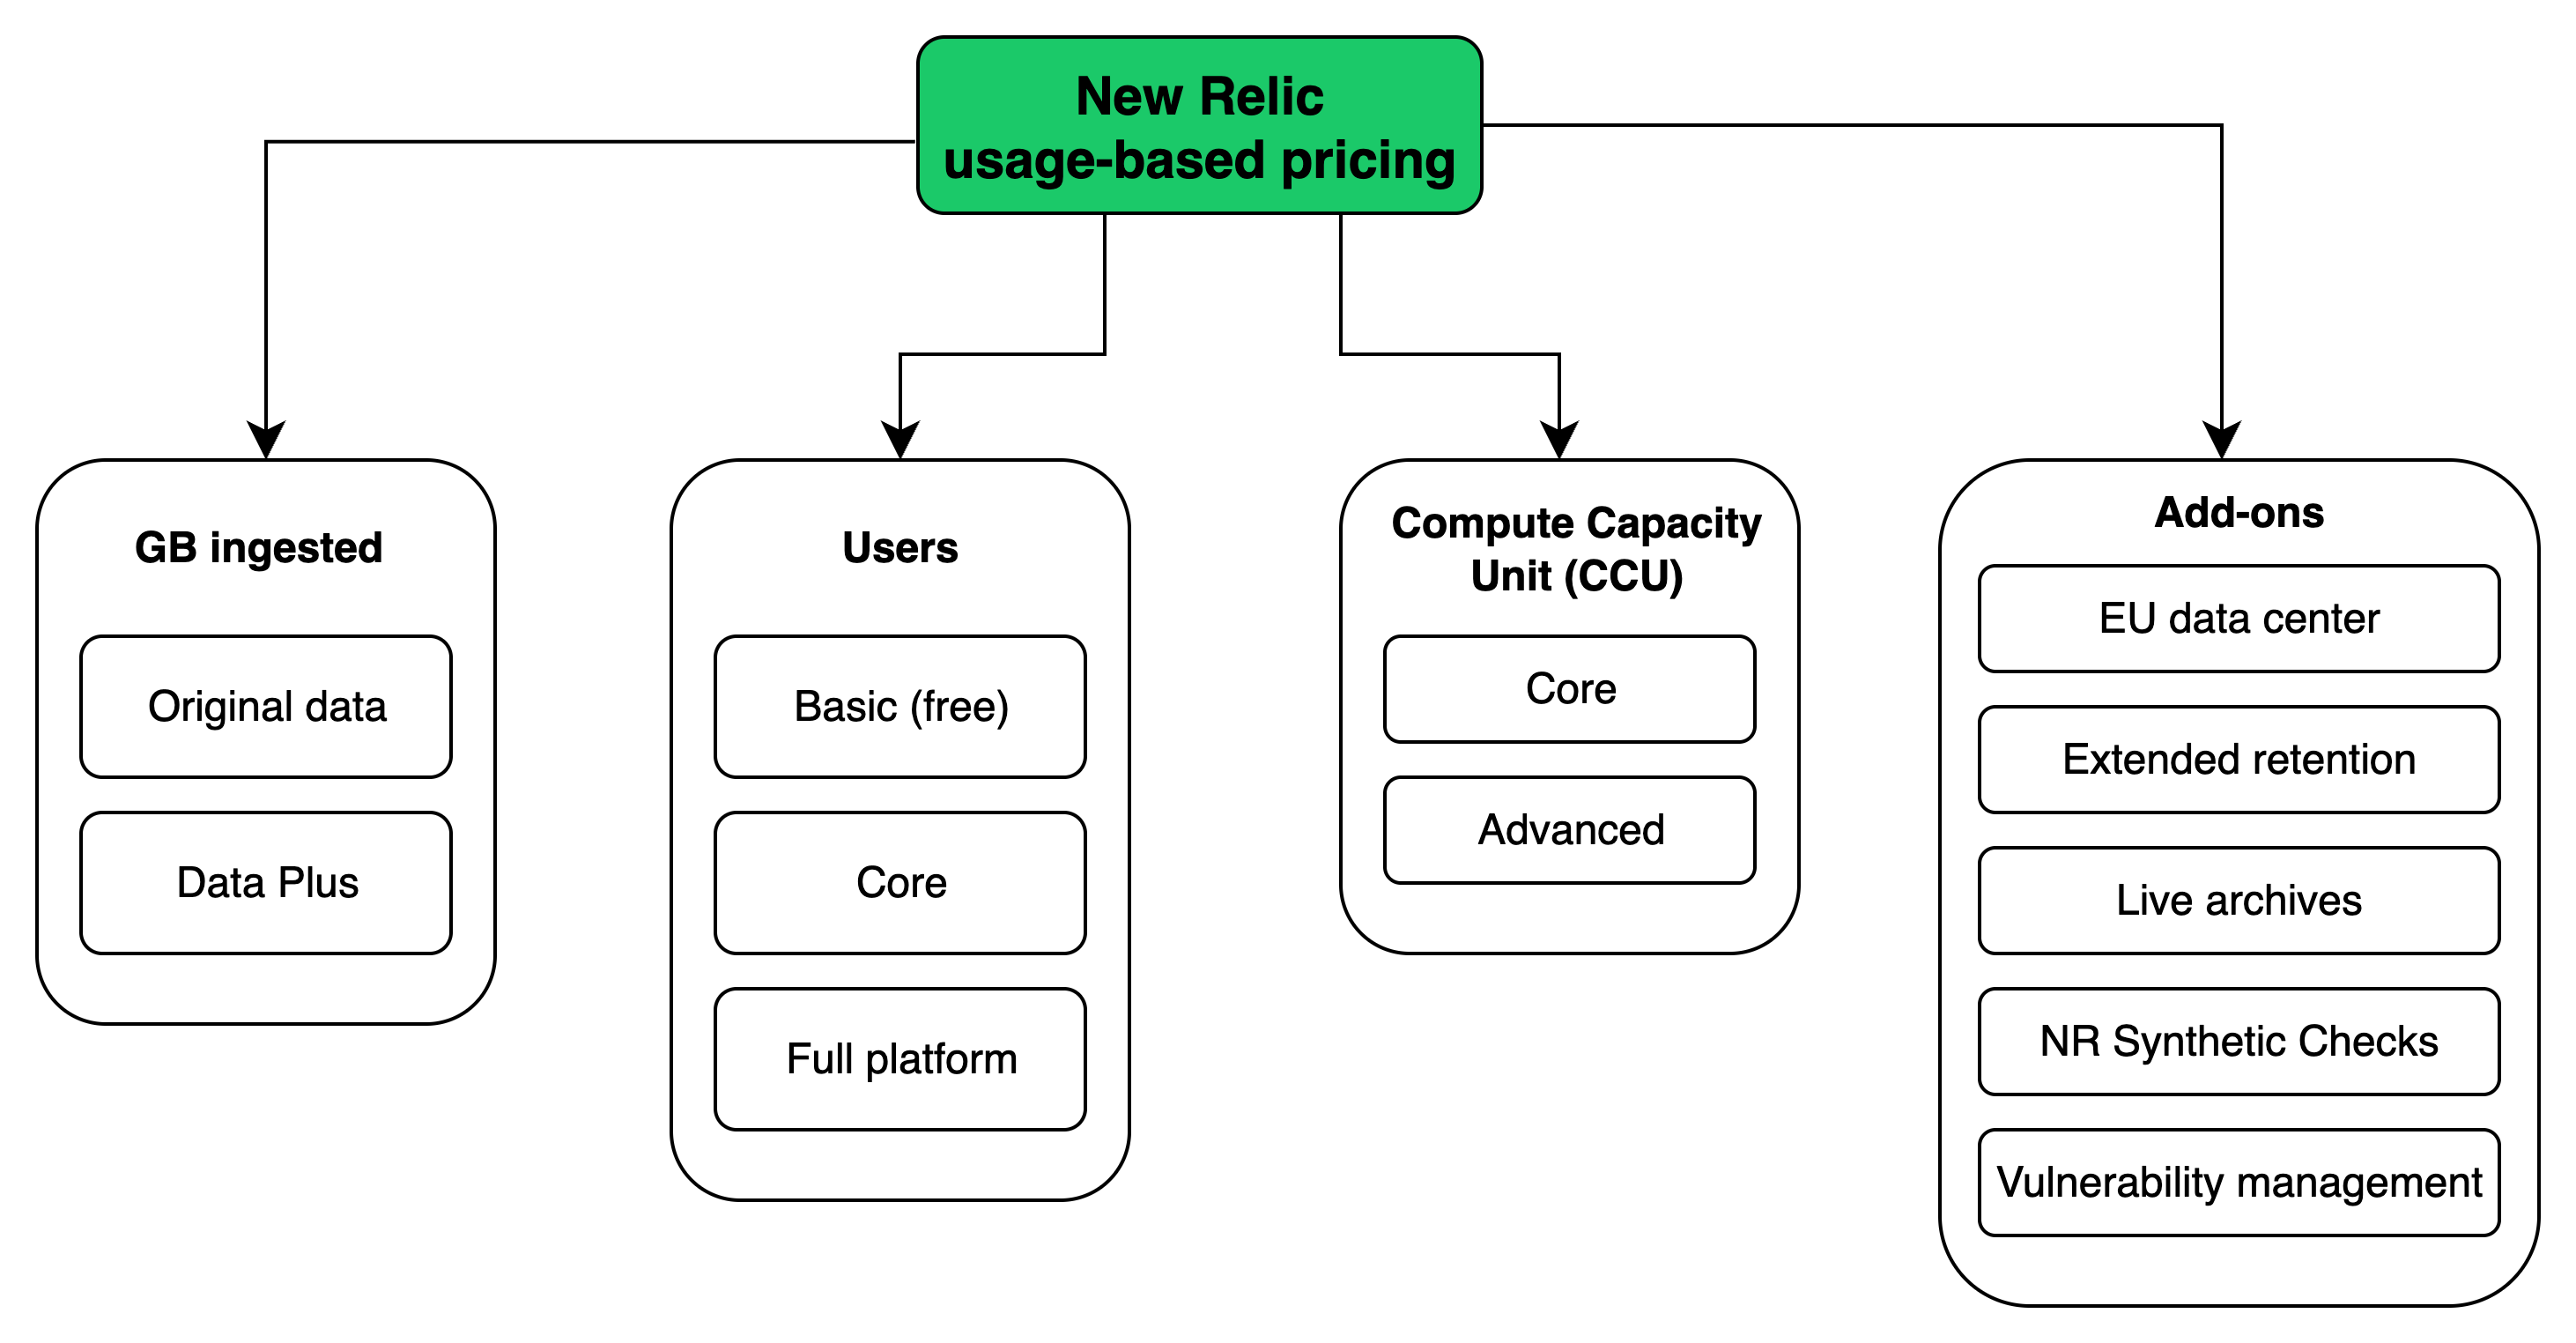 New Relic
usage-based pricing
GB ingested
Original data
Data Plus
Users
Basic (free)
Core
Full platform
Compute Capacity
Unit (CCU)
Core
Advanced
Add-ons
EU data center
Extended retention
Live archives
NR Synthetic Checks
Vulnerability management